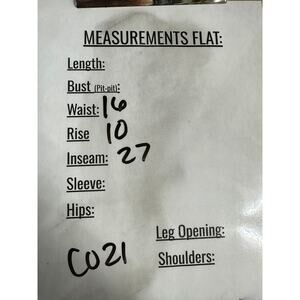 MEASUREMENTS FLAT:
Length:
Bust (Pit-pit):
Waist: 16
Rise 10
Inseam: 27
Sleeve:
Hips:
Leg Opening:
CO21 Shoulders: